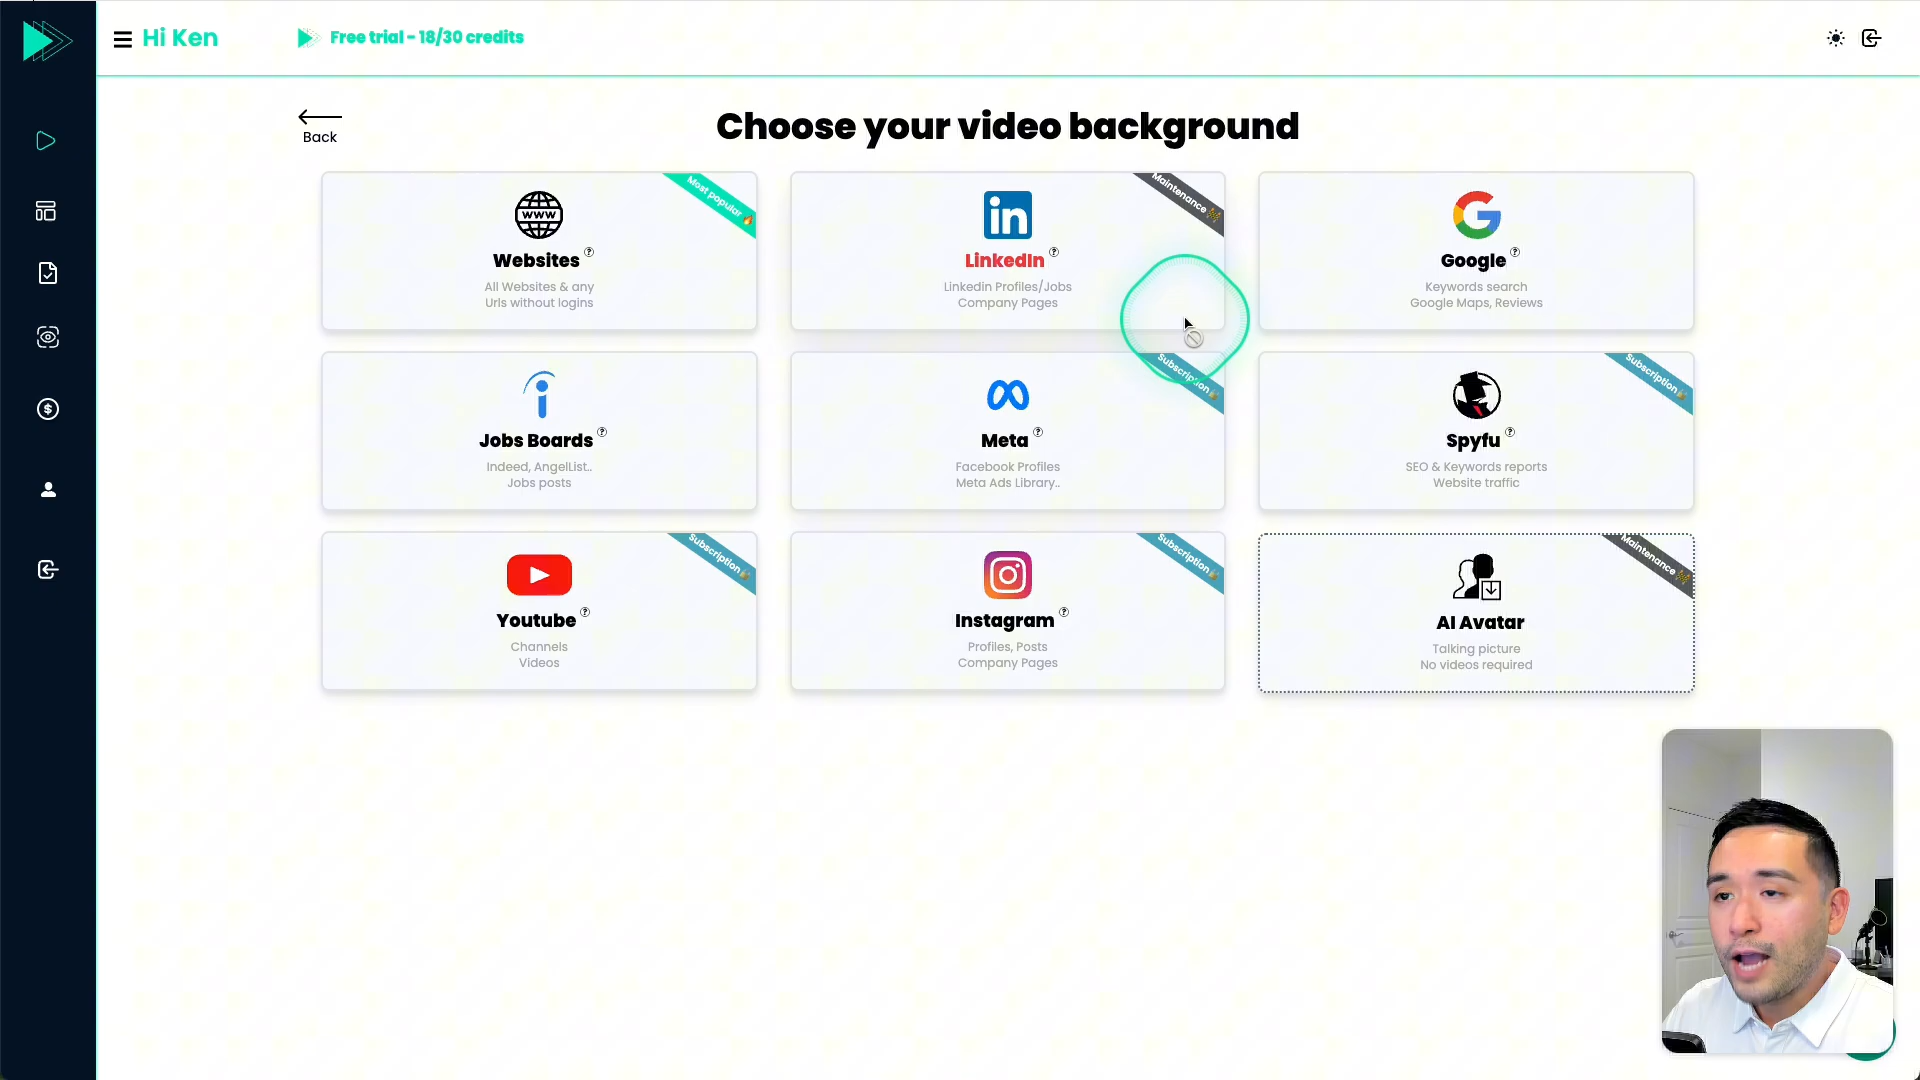 Hi Ken
Free trial - 18/30 credits
Back
Choose your video background
Most popular
www
Websites ?
All Websites & any
Urls without logins
Maintenance
in
LinkedIn ?
Linkedin Profiles/Jobs
Company Pages
G
Google ?
Keywords search
Google Maps, Reviews
Jobs Boards ?
Indeed, AngelList..
Jobs posts
Subscription
Meta ?
Facebook Profiles
Meta Ads Library..
Subscription
Spyfu ?
SEO & Keywords reports
Website traffic
Subscription
Youtube ?
Channels
Videos
Subscription
Instagram ?
Profiles, Posts
Company Pages
Maintenance
AI Avatar
Talking picture
No videos required